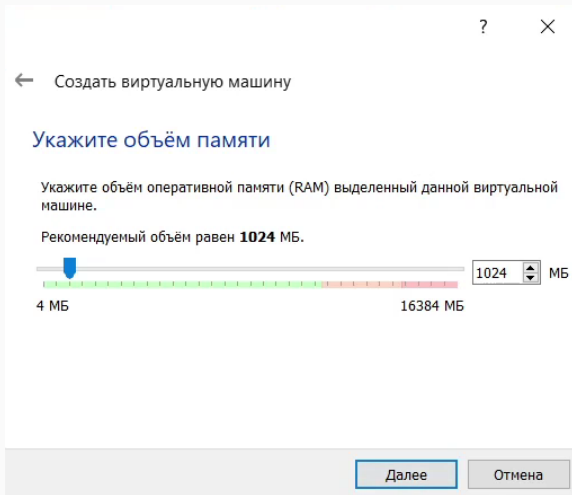 ?
Создать виртуальную машину
Укажите объём памяти
Укажите объём оперативной памяти (RAM) выделенный данной виртуальной
машине.
Рекомендуемый объём равен 1024 МБ.
1024 МБ
4 МБ 16384 МБ
Далее Отмена